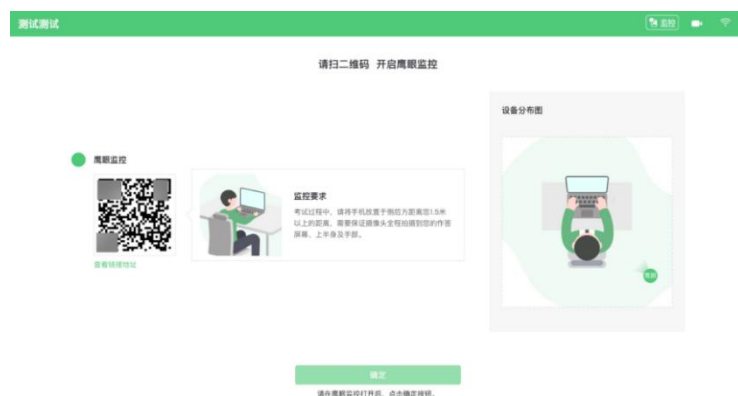 测试测试
监控
请扫二维码 开启鹰眼监控
设备分布图
鹰眼监控
监控要求
考试过程中，请将手机放置于侧后方距离您1.5米
以上的距离，需要保证摄像头全程拍摄到您的作答
屏幕、上半身及手部。
查看链接地址
确定
请在鹰眼监控打开后，点击确定按钮。